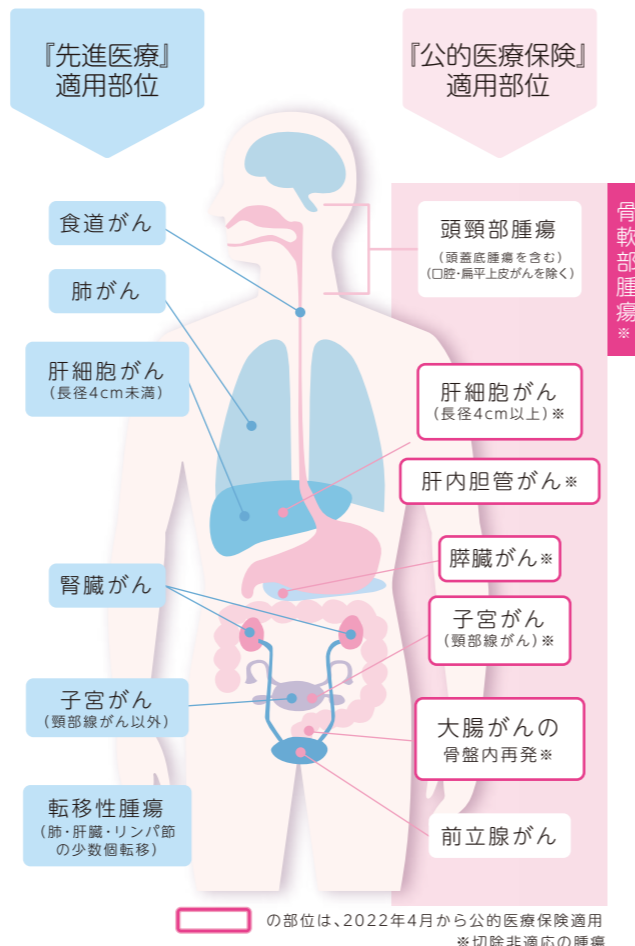 『先進医療』
適用部位
『公的医療保険』
適用部位
食道がん
肺がん
肝細胞がん
(長径4cm未満)
腎臓がん
子宮がん
(頸部線がん以外)
転移性腫瘍
(肺・肝臓・リンパ節
の少数個転移)
頭頸部腫瘍
(頭蓋底腫瘍を含む)
(口腔・扁平上皮がんを除く)
骨軟部腫瘍※
肝細胞がん
(長径4cm以上)※
肝内胆管がん※
膵臓がん※
子宮がん
(頸部線がん)※
大腸がんの
骨盤内再発※
前立腺がん
の部位は、2022年4月から公的医療保険適用
※切除非適応の腫瘍